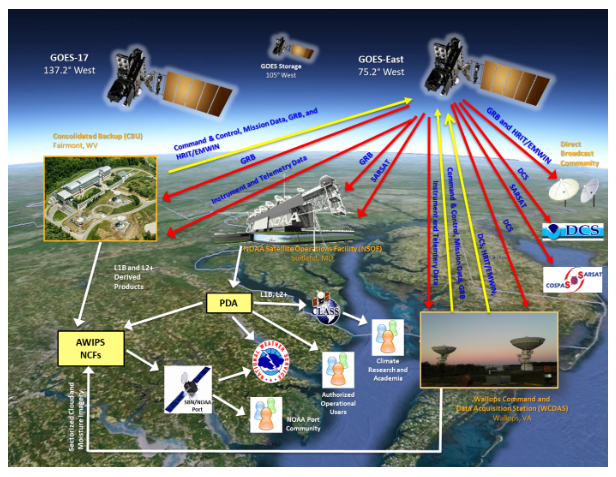 GOES-17
137.2° West
GOES Storage
105° West
GOES-East
75.2° West
Consolidated Backup (CBU)
Fairmont, WV
Command & Control, Mission Data, GRB, and
HRIT/EMWIN
GRB
Instrument and Telemetry Data
GRB
SARSAT
GRB and HRIT/EMWIN
DCS
SARSAT
DCS
Direct
Broadcast
Community
DCS
COSPAS
SARSAT
Instrument and Telemetry Data
Command & Control, Mission Data, GRB
DCS, HRIT/EMWIN,
NOAA
NOAA Satellite Operations Facility (NSOF)
Suitland, MD
L1B and L2+
Derived
Products
PDA
L1B, L2+
CLASS
AWIPS
NCFs
Climate
Research and
Academia
NATIONAL WEATHER SERVICE
SBN/NOAA
Port
Authorized
Operational
Users
NOAA Port
Community
Sectorized Cloud and
Moisture Imagery
Wallops Command and
Data Acquisition Station (WCDAS)
Wallops, VA